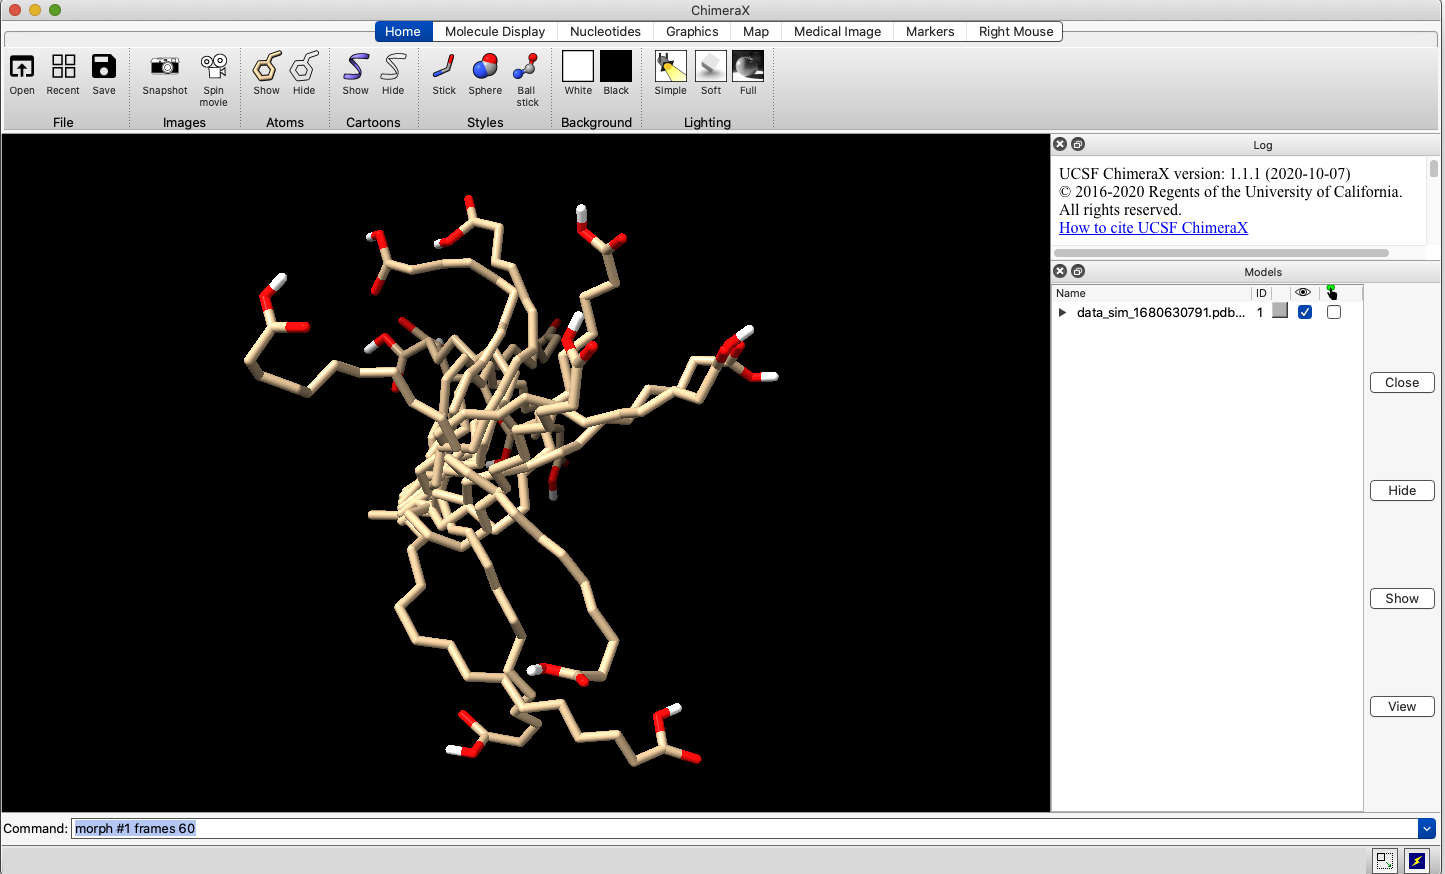 ChimeraX
Home Molecule Display Nucleotides Graphics Map Medical Image Markers Right Mouse
Open Recent Save Snapshot Spin movie Show Hide Show Hide Stick Sphere Ball stick White Black Simple Soft Full
File Images Atoms Cartoons Styles Background Lighting
Log
UCSF ChimeraX version: 1.1.1 (2020-10-07)
© 2016-2020 Regents of the University of California.
All rights reserved.
How to cite UCSF ChimeraX
Models
Name ID
data_sim_1680630791.pdb... 1
Close
Hide
Show
View
Command: morph #1 frames 60